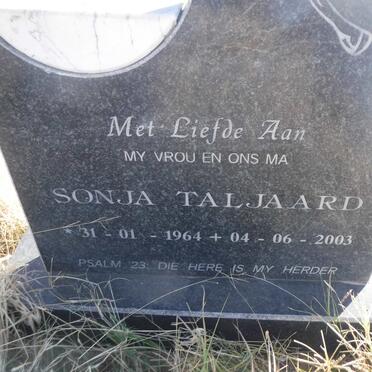 Met Liefde Aan
MY VROU EN ONS MA
SONJA TALJAARD
* 31 - 01 - 1964 + 04 - 06 - 2003
PSALM 23: DIE HERE IS MY HERDER